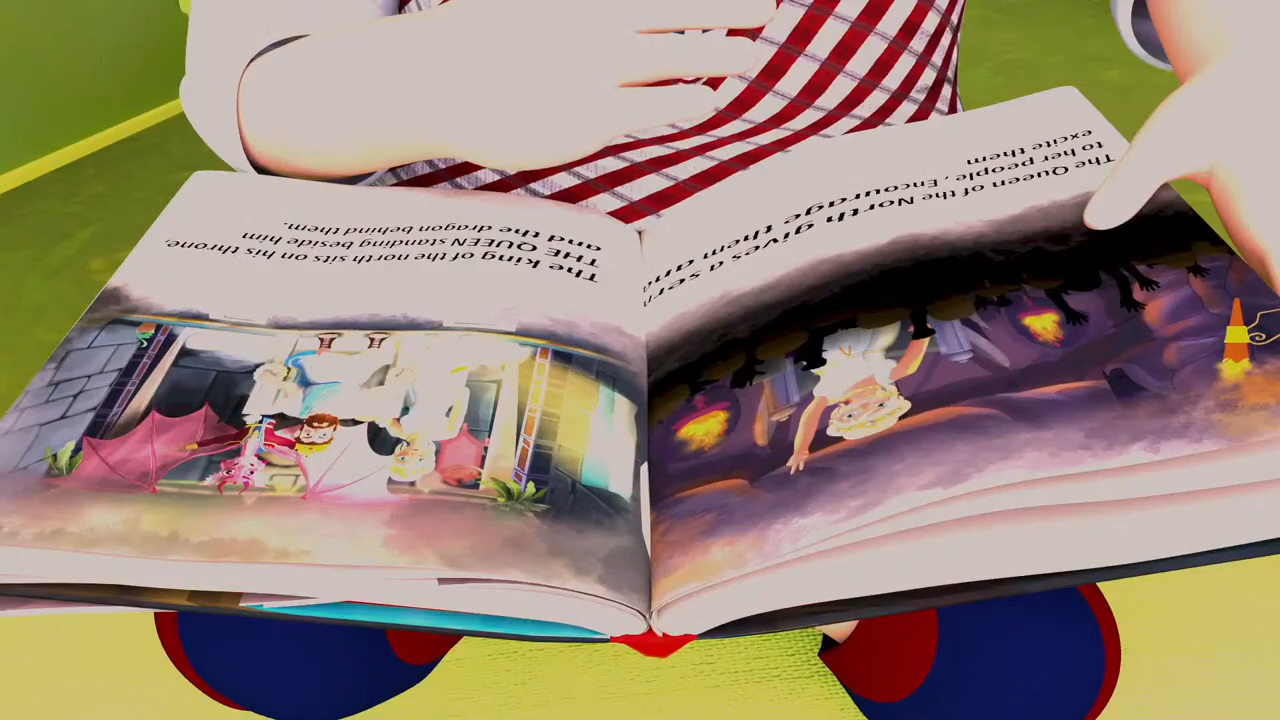 The Queen of the North gives a
to her people, Encourage them and
excite them
The king of the north sits on his throne,
THE QUEEN standing beside him
and the dragon behind them.